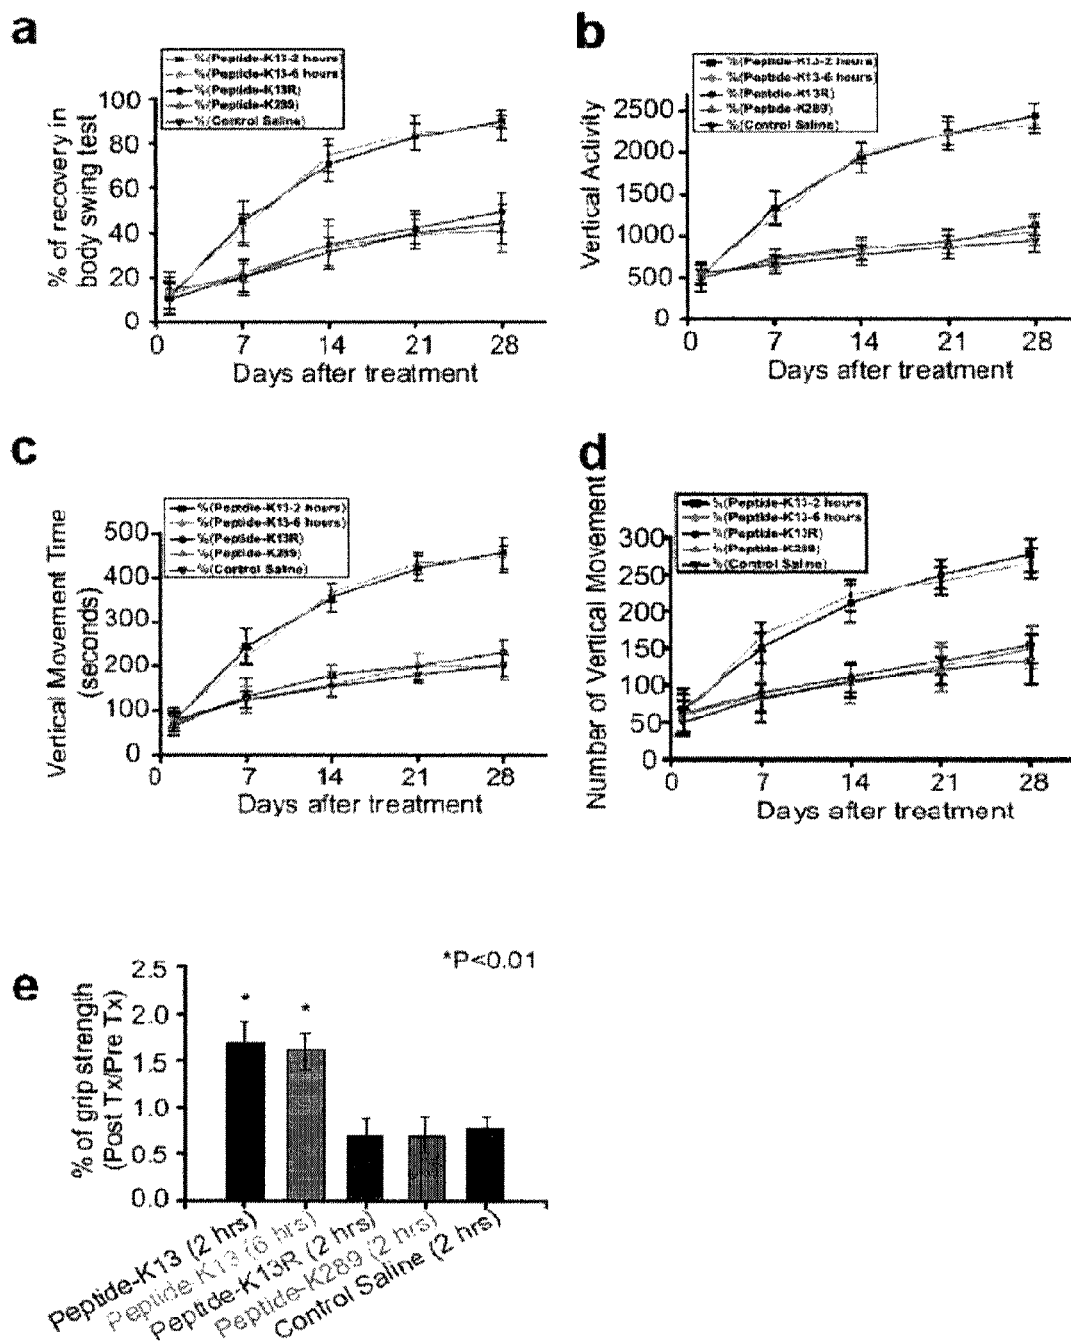 a
%(Peptide-K13-2 hours)
%(Peptide-K13-6 hours)
%(Peptide-K13R)
%(Peptide-K289)
%(Control Saline)
100
80
60
40
20
0
% of recovery in
body swing test
0 7 14 21 28
Days after treatment
b
%(Peptide-K13-2 hours)
%(Peptide-K13-6 hours)
%(Peptide-K13R)
%(Peptide-K289)
%(Control Saline)
2500
2000
1500
1000
500
0
Vertical Activity
0 7 14 21 28
Days after treatment
c
%(Peptide-K13-2 hours)
%(Peptide-K13-6 hours)
%(Peptide-K13R)
%(Peptide-K289)
%(Control Saline)
500
400
300
200
100
0
Vertical Movement Time
(seconds)
0 7 14 21 28
Days after treatment
d
%(Peptide-K13-2 hours)
%(Peptide-K13-6 hours
%(Peptide-K13R)
%(Peptide-K289)
%(Control Saline)
300
250
200
150
100
50
0
Number of Vertical Movement
0 7 14 21 28
Days after treatment
e
*P<0.01
2.5
2.0
1.5
1.0
0.5
0.0
% of grip strength
(Post Tx/Pre Tx)
* *
Peptide-K13 (2 hrs)
Peptide-K13 (6 hrs)
Peptide-K13R (2 hrs)
Peptide-K289 (2 hrs)
Control Saline (2 hrs)